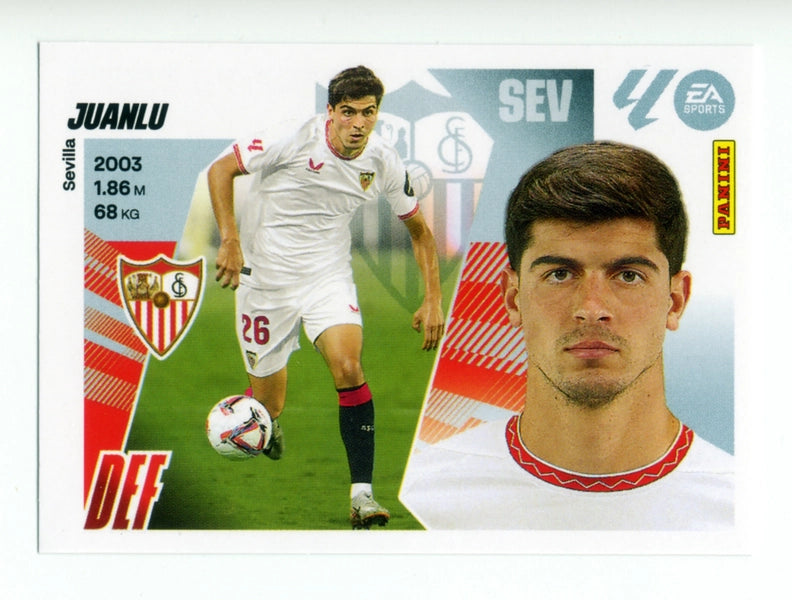 JUANLU
Sevilla
2003
1.86 M
68 KG
SEV
EA
SPORTS
PANINI
26
DEF